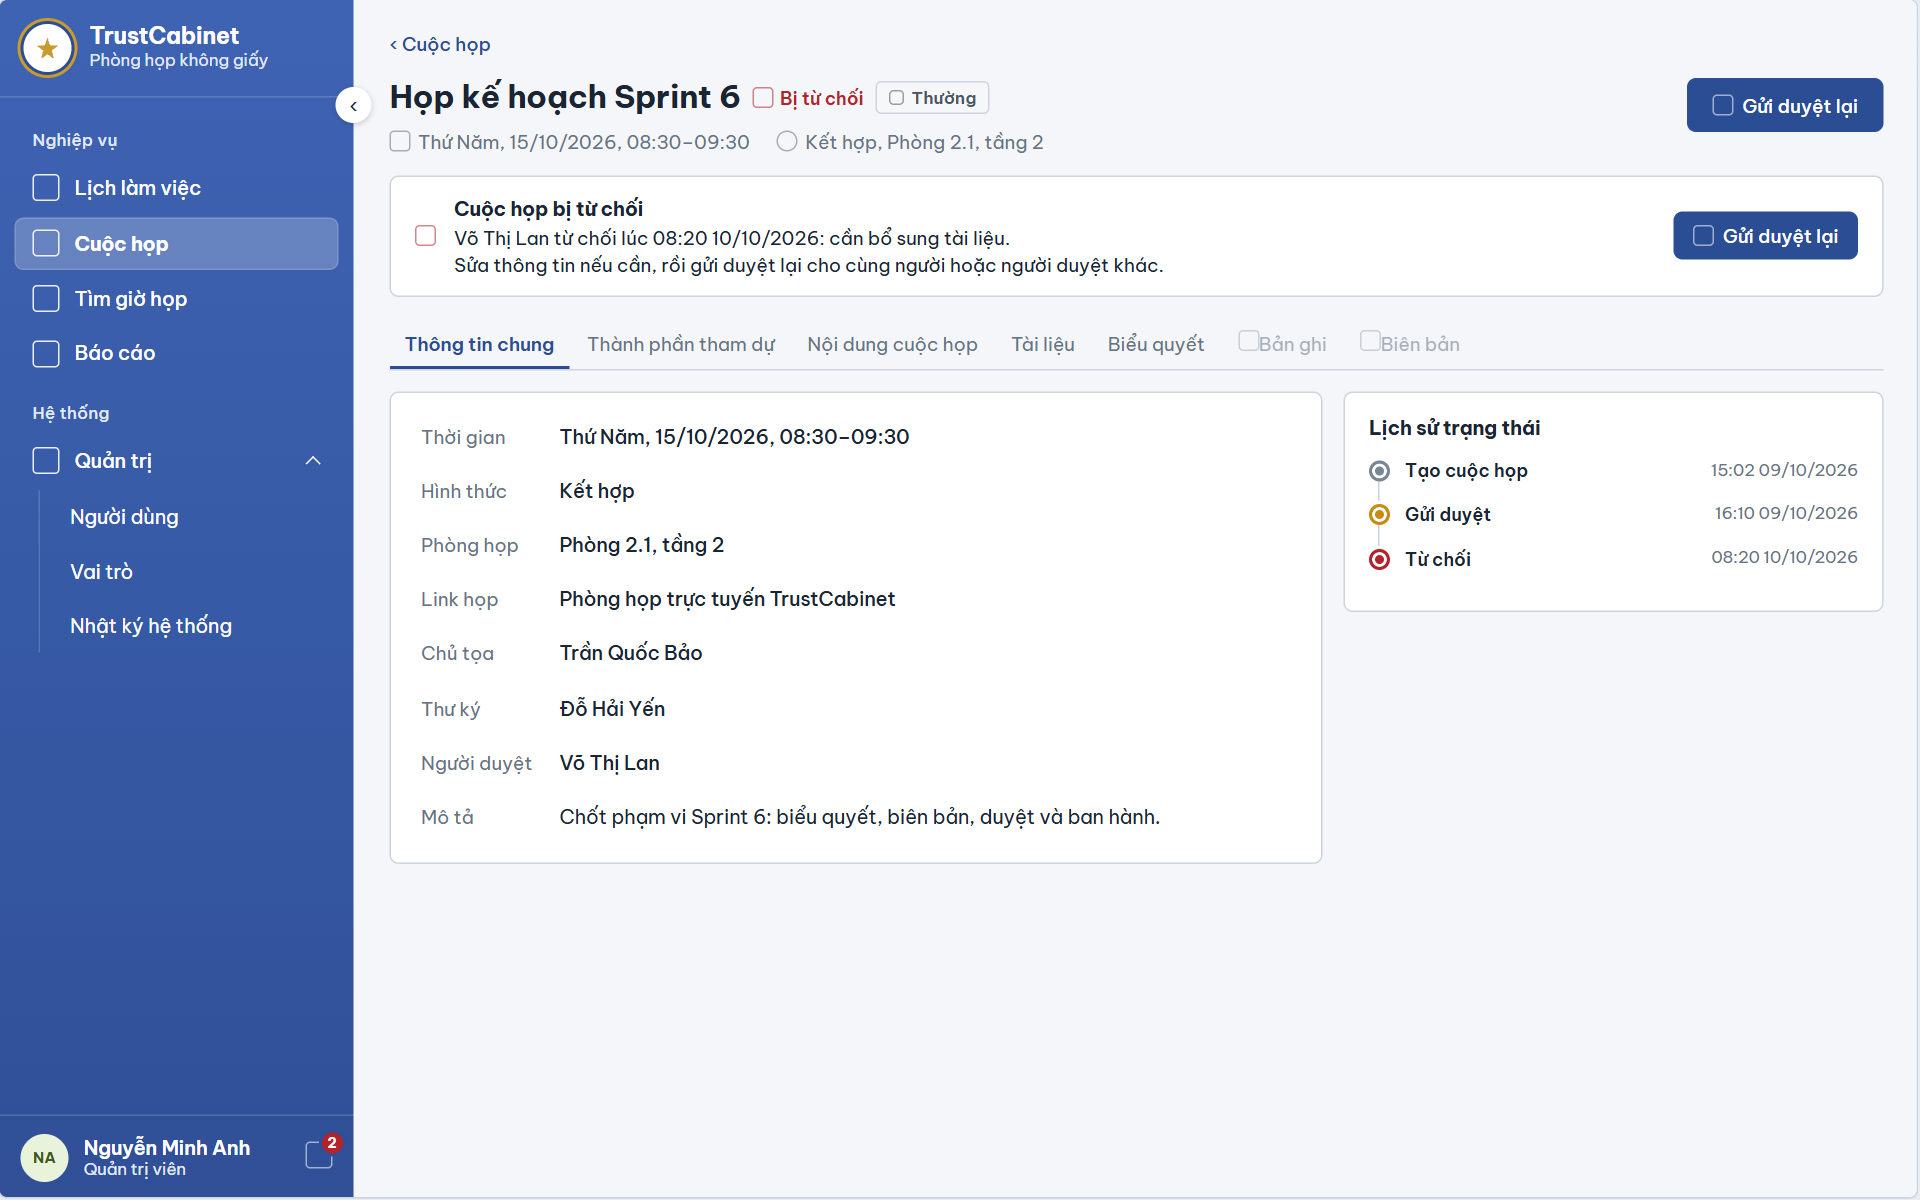 TrustCabinet
Phòng họp không giấy
Nghiệp vụ
Lịch làm việc
Cuộc họp
Tìm giờ họp
Báo cáo
Hệ thống
Quản trị
Người dùng
Vai trò
Nhật ký hệ thống
NA
Nguyễn Minh Anh
Quản trị viên
2
‹ Cuộc họp
Họp kế hoạch Sprint 6 Bị từ chối Thường
Gửi duyệt lại
Thứ Năm, 15/10/2026, 08:30–09:30 Kết hợp, Phòng 2.1, tầng 2
Cuộc họp bị từ chối
Võ Thị Lan từ chối lúc 08:20 10/10/2026: cần bổ sung tài liệu.
Sửa thông tin nếu cần, rồi gửi duyệt lại cho cùng người hoặc người duyệt khác.
Gửi duyệt lại
Thông tin chung Thành phần tham dự Nội dung cuộc họp Tài liệu Biểu quyết Bản ghi Biên bản
Thời gian Thứ Năm, 15/10/2026, 08:30–09:30
Hình thức Kết hợp
Phòng họp Phòng 2.1, tầng 2
Link họp Phòng họp trực tuyến TrustCabinet
Chủ tọa Trần Quốc Bảo
Thư ký Đỗ Hải Yến
Người duyệt Võ Thị Lan
Mô tả Chốt phạm vi Sprint 6: biểu quyết, biên bản, duyệt và ban hành.
Lịch sử trạng thái
Tạo cuộc họp 15:02 09/10/2026
Gửi duyệt 16:10 09/10/2026
Từ chối 08:20 10/10/2026